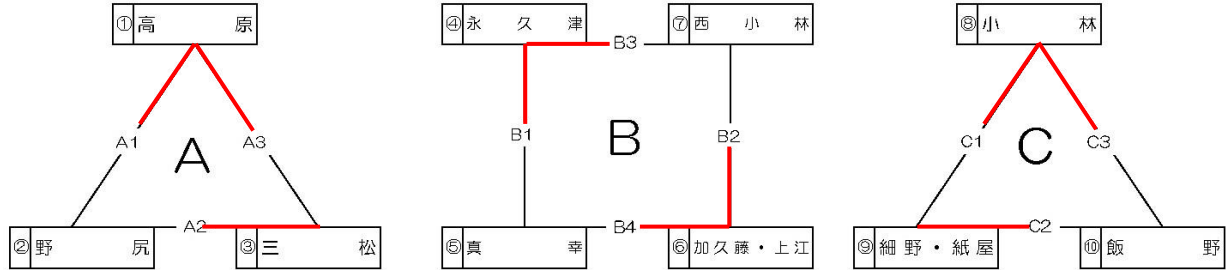 ①高原
④永久津
⑦西小林
⑧小林
B3
A1
A3
A
B1
B
B2
C1
C3
C
A2
B4
C2
②野尻
③三松
⑤真幸
⑥加久藤・上江
⑨細野・紙屋
⑩飯野